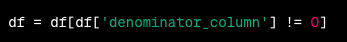 df = df[df['denominator_column'] != 0]